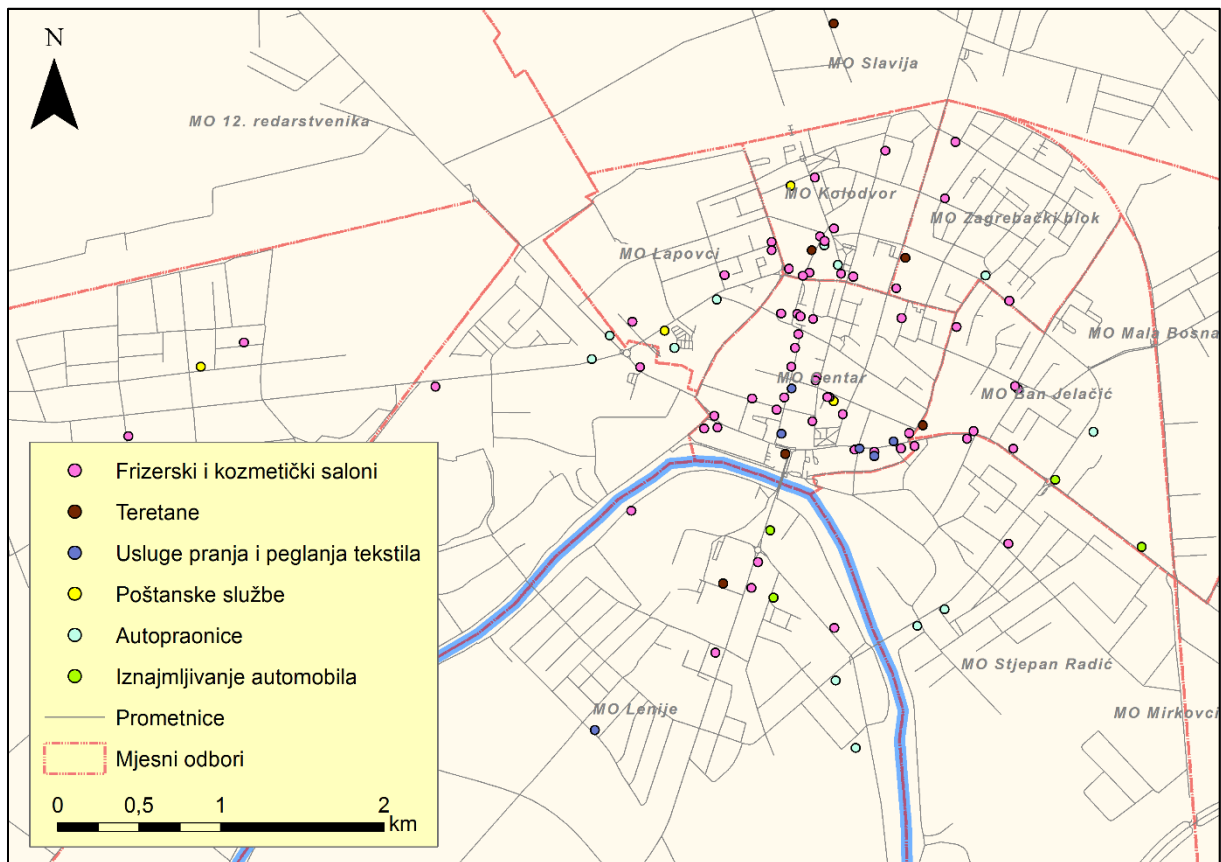 N
MO Slavija
MO 12. redarstvenika
MO Kolodvor
MO Zagrebački blok
MO Lapovci
MO Mala Bosna
MO Centar
MO Ban Jelačić
MO Stjepan Radić
MO Lenije
MO Mirkovci
Frizerski i kozmetički saloni
Teretane
Usluge pranja i peglanja tekstila
Poštanske službe
Autopraonice
Iznajmljivanje automobila
Prometnice
Mjesni odbori
0 0,5 1 2
km